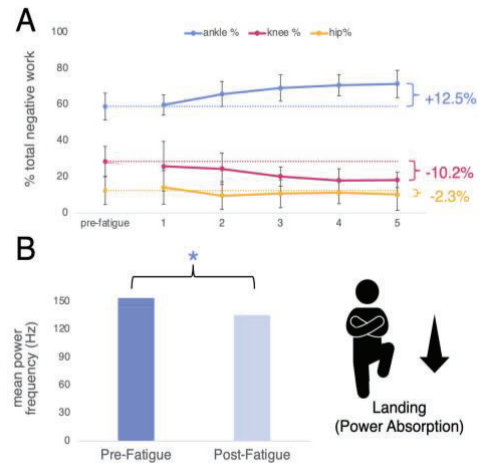 A
100
80
60
40
20
0
% total negative work
ankle % knee % hip%
+12.5%
-10.2%
-2.3%
pre-fatigue 1 2 3 4 5
B
*
150
120
90
60
30
0
mean power
frequency (Hz)
Pre-Fatigue Post-Fatigue
Landing
(Power Absorption)